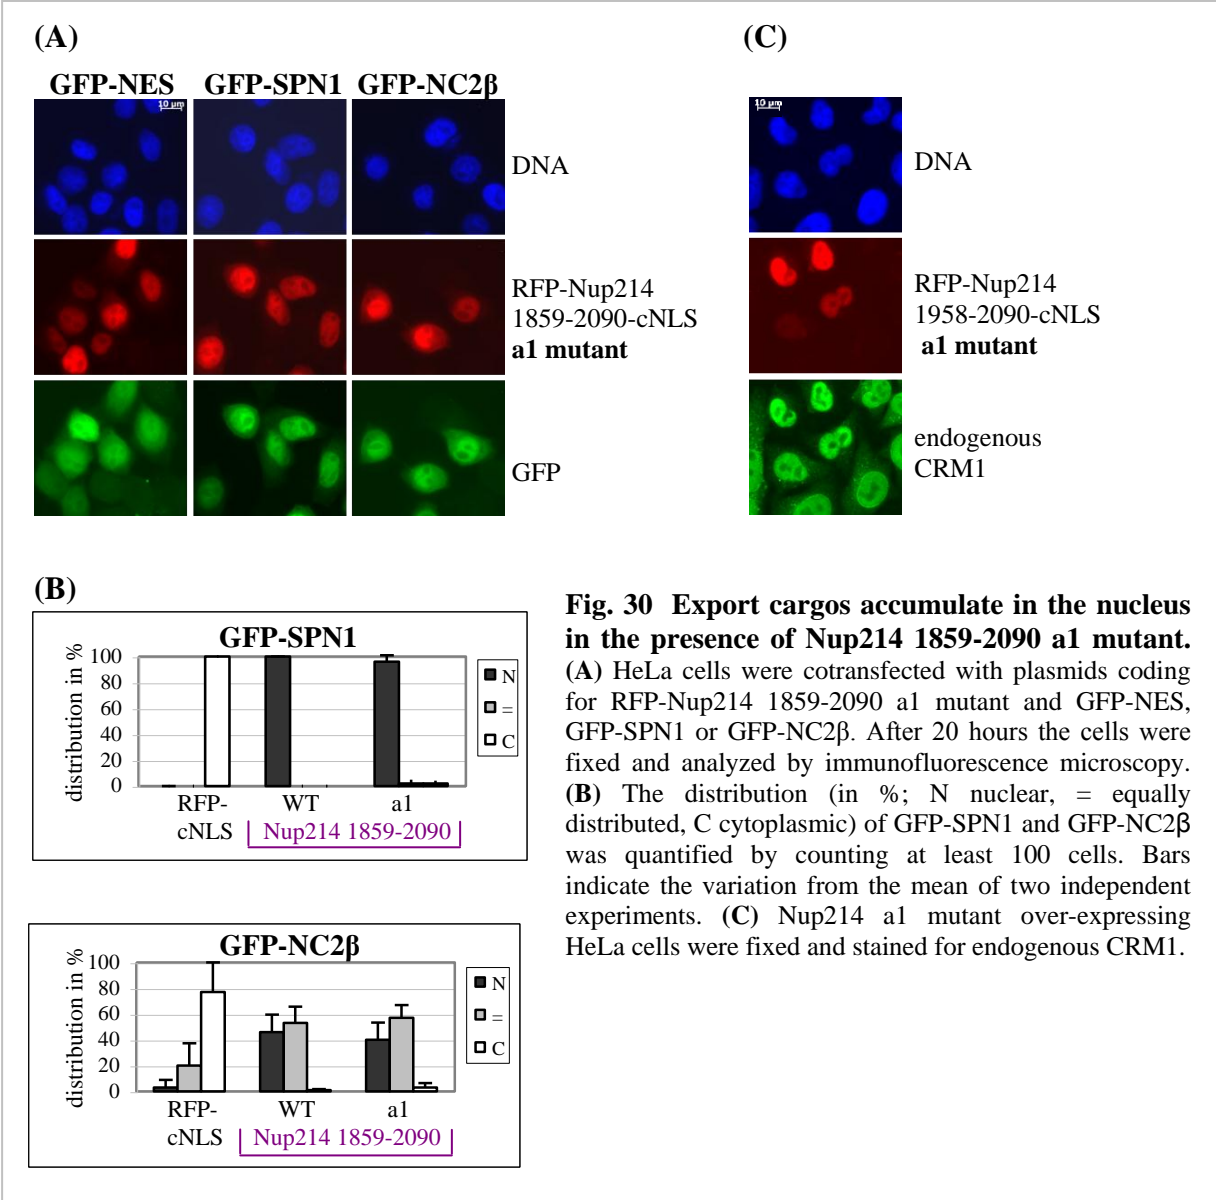 (A)
GFP-NES GFP-SPN1 GFP-NC2β
10 µm
DNA
RFP-Nup214
1859-2090-cNLS
a1 mutant
GFP
(C)
10 µm
DNA
RFP-Nup214
1958-2090-cNLS
a1 mutant
endogenous
CRM1
(B)
GFP-SPN1
distribution in %
100
80
60
40
20
0
N
=
C
RFP-
cNLS
WT
a1
Nup214 1859-2090
GFP-NC2β
distribution in %
100
80
60
40
20
0
N
=
C
RFP-
cNLS
WT
a1
Nup214 1859-2090
Fig. 30 Export cargos accumulate in the nucleus
in the presence of Nup214 1859-2090 a1 mutant.
(A) HeLa cells were cotransfected with plasmids coding
for RFP-Nup214 1859-2090 a1 mutant and GFP-NES,
GFP-SPN1 or GFP-NC2β. After 20 hours the cells were
fixed and analyzed by immunofluorescence microscopy.
(B) The distribution (in %; N nuclear, = equally
distributed, C cytoplasmic) of GFP-SPN1 and GFP-NC2β
was quantified by counting at least 100 cells. Bars
indicate the variation from the mean of two independent
experiments. (C) Nup214 a1 mutant over-expressing
HeLa cells were fixed and stained for endogenous CRM1.